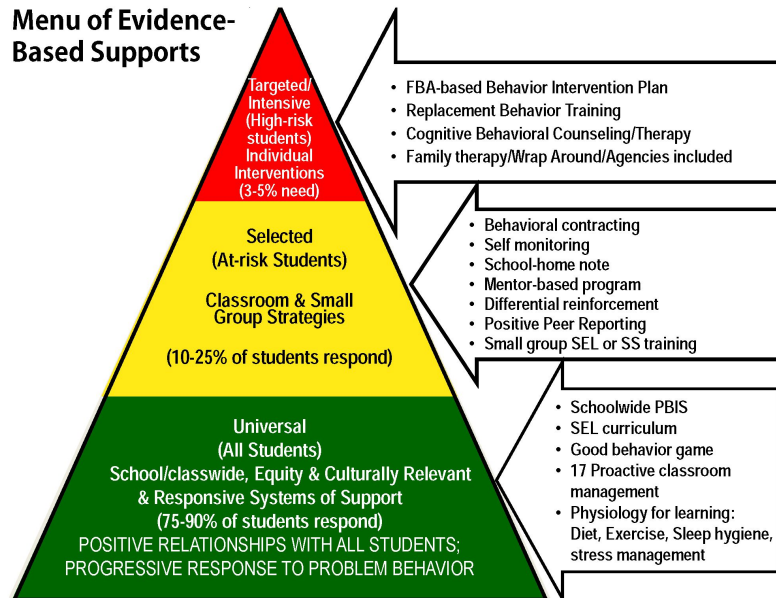 Menu of Evidence-
Based Supports
Targeted/
Intensive
(High-risk
students)
Individual
Interventions
(3-5% need)
• FBA-based Behavior Intervention Plan
• Replacement Behavior Training
• Cognitive Behavioral Counseling/Therapy
• Family therapy/Wrap Around/Agencies included
Selected
(At-risk Students)
Classroom & Small
Group Strategies
(10-25% of students respond)
• Behavioral contracting
• Self monitoring
• School-home note
• Mentor-based program
• Differential reinforcement
• Positive Peer Reporting
• Small group SEL or SS training
Universal
(All Students)
School/classwide, Equity & Culturally Relevant
& Responsive Systems of Support
(75-90% of students respond)
POSITIVE RELATIONSHIPS WITH ALL STUDENTS;
PROGRESSIVE RESPONSE TO PROBLEM BEHAVIOR
• Schoolwide PBIS
• SEL curriculum
• Good behavior game
• 17 Proactive classroom
management
• Physiology for learning:
Diet, Exercise, Sleep hygiene,
stress management